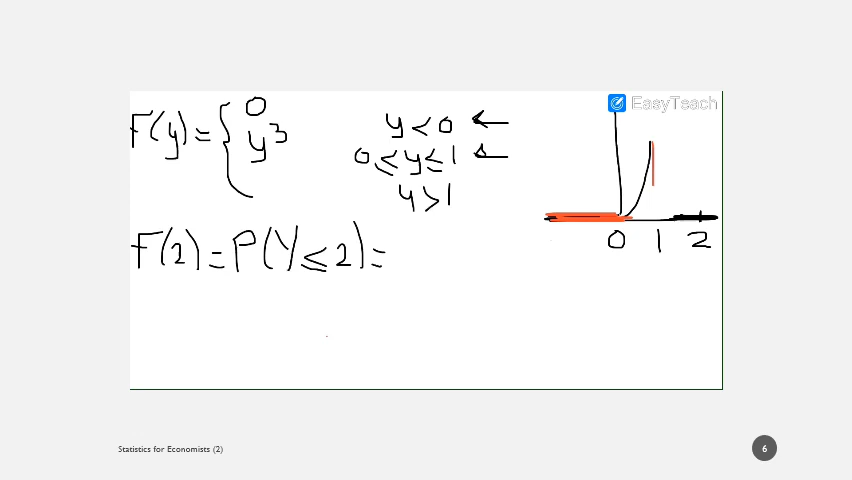 EasyTeach
F(y) = { 0 y < 0 ←
y³ 0 ≤ y ≤ 1 ←
y > 1
F(2) = P(Y ≤ 2) =
0 1 2
Statistics for Economists (2)
6